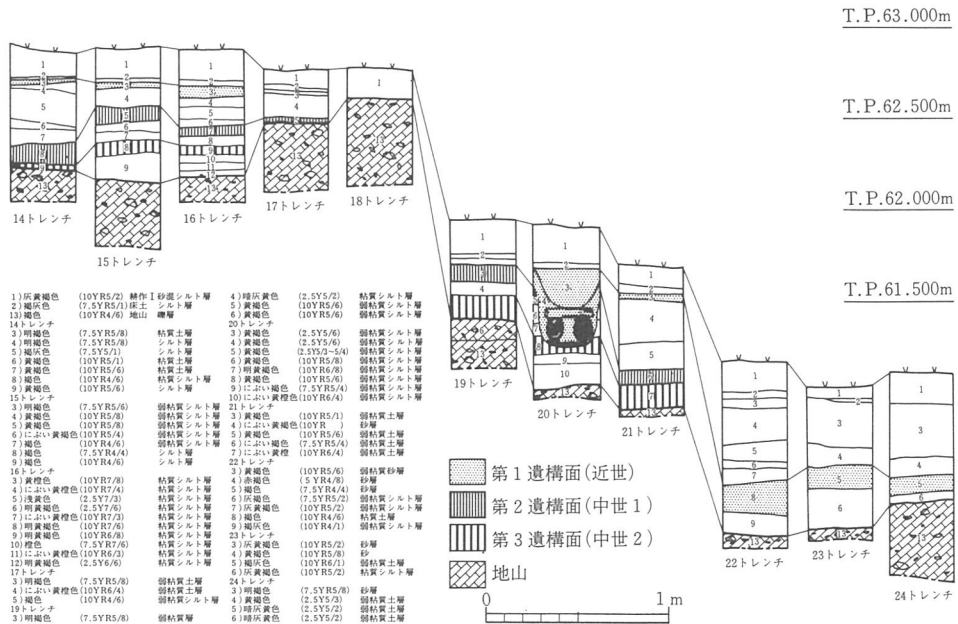 T.P.63.000m
T.P.62.500m
T.P.62.000m
T.P.61.500m
14トレンチ
15トレンチ
16トレンチ
17トレンチ
18トレンチ
19トレンチ
20トレンチ
21トレンチ
22トレンチ
23トレンチ
24トレンチ
1)灰黄褐色 (10YR5/2) 耕作I砂混シルト層
2)褐灰色 (7.5YR5/1) 床土 シルト層
13)褐色 (10YR4/6) 地山 礫層
14トレンチ
3)明褐色 (7.5YR5/8) 粘質土層
4)明褐色 (7.5YR5/8) シルト層
5)褐灰色 (7.5Y5/1) シルト層
6)黄褐色 (10YR5/1) 粘質土層
7)黄褐色 (10YR5/6) 粘質土層
8)褐色 (10YR4/6) 粘質シルト層
9)黄褐色 (10YR5/6) シルト層
15トレンチ
3)明褐色 (7.5YR5/6) 弱粘質シルト層
4)黄褐色 (10YR5/8) 弱粘質シルト層
5)黄褐色 (10YR5/8) 弱粘質シルト層
6)にぶい黄褐色 (10YR5/4) 弱粘質シルト層
7)褐色 (10YR4/6) 弱粘質シルト層
8)褐色 (7.5YR4/4) シルト層
9)褐色 (10YR4/6) シルト層
16トレンチ
3)黄橙色 (10YR7/8) 粘質シルト層
4)にぶい黄橙色 (10YR7/4) 粘質シルト層
5)浅黄色 (2.5Y7/3) 粘質シルト層
6)明黄褐色 (2.5Y7/6) 粘質シルト層
7)にぶい黄橙色 (10YR7/3) 粘質シルト層
8)明黄褐色 (10YR7/6) 粘質シルト層
9)明黄褐色 (10YR6/8) 粘質シルト層
10)橙色 (7.5YR7/6) 粘質シルト層
11)にぶい黄橙色 (10YR6/3) 粘質シルト層
12)明黄褐色 (2.5Y6/6) 粘質シルト層
17トレンチ
3)明褐色 (7.5YR5/8) 弱粘質土層
4)にぶい黄橙色 (10YR6/4) 弱粘質土層
5)褐色 (10YR4/6) 弱粘質シルト層
19トレンチ
3)明褐色 (7.5YR5/8) 弱粘質層
4)暗灰黄色 (2.5Y5/2) 粘質シルト層
5)黄褐色 (10YR5/6) 弱粘質シルト層
6)黄褐色 (10YR5/6) 弱粘質シルト層
20トレンチ
3)黄褐色 (2.5Y5/6) 弱粘質シルト層
4)黄褐色 (2.5Y5/6) 弱粘質シルト層
5)黄褐色 (2.5Y5/3~5/4) 弱粘質シルト層
6)黄褐色 (10YR5/8) 弱粘質シルト層
7)明黄褐色 (10YR6/8) 弱粘質シルト層
8)黄褐色 (10YR5/6) 弱粘質シルト層
9)にぶい褐色 (7.5YR5/4) 弱粘質シルト層
10)にぶい黄橙色 (10YR6/4) 弱粘質シルト層
21トレンチ
3)黄褐色 (10YR5/1) 弱粘質土層
4)にぶい黄褐色 (10YR ) 砂層
5)黄褐色 (10YR5/6) 弱粘質土層
6)にぶい褐色 (7.5YR5/4) 弱粘質土層
7)にぶい黄橙 (10YR6/4) 弱粘質土層
22トレンチ
3)黄褐色 (10YR5/6) 弱粘質砂層
4)赤褐色 (5YR4/8) 砂層
5)褐色 (7.5YR4/4) 砂層
6)灰褐色 (7.5YR5/2) 弱粘質シルト層
7)灰黄褐色 (10YR5/2) 弱粘質シルト層
8)褐色 (10YR4/6) 粘質土層
9)褐灰色 (10YR4/1) 弱粘質シルト層
23トレンチ
3)灰黄褐色 (10YR5/2) 砂層
4)黄褐色 (10YR5/8) 砂
5)褐灰色 (10YR6/1) 弱粘質土層
6)灰黄褐色 (10YR5/2) 粘質シルト層
24トレンチ
3)明褐色 (7.5YR5/8) 砂層
4)黄褐色 (2.5Y5/3) 弱粘質土層
5)暗灰黄色 (2.5Y5/2) 弱粘質土層
6)暗灰黄色 (2.5Y5/2) 弱粘質土層
第1遺構面(近世)
第2遺構面(中世1)
第3遺構面(中世2)
地山
0 1m